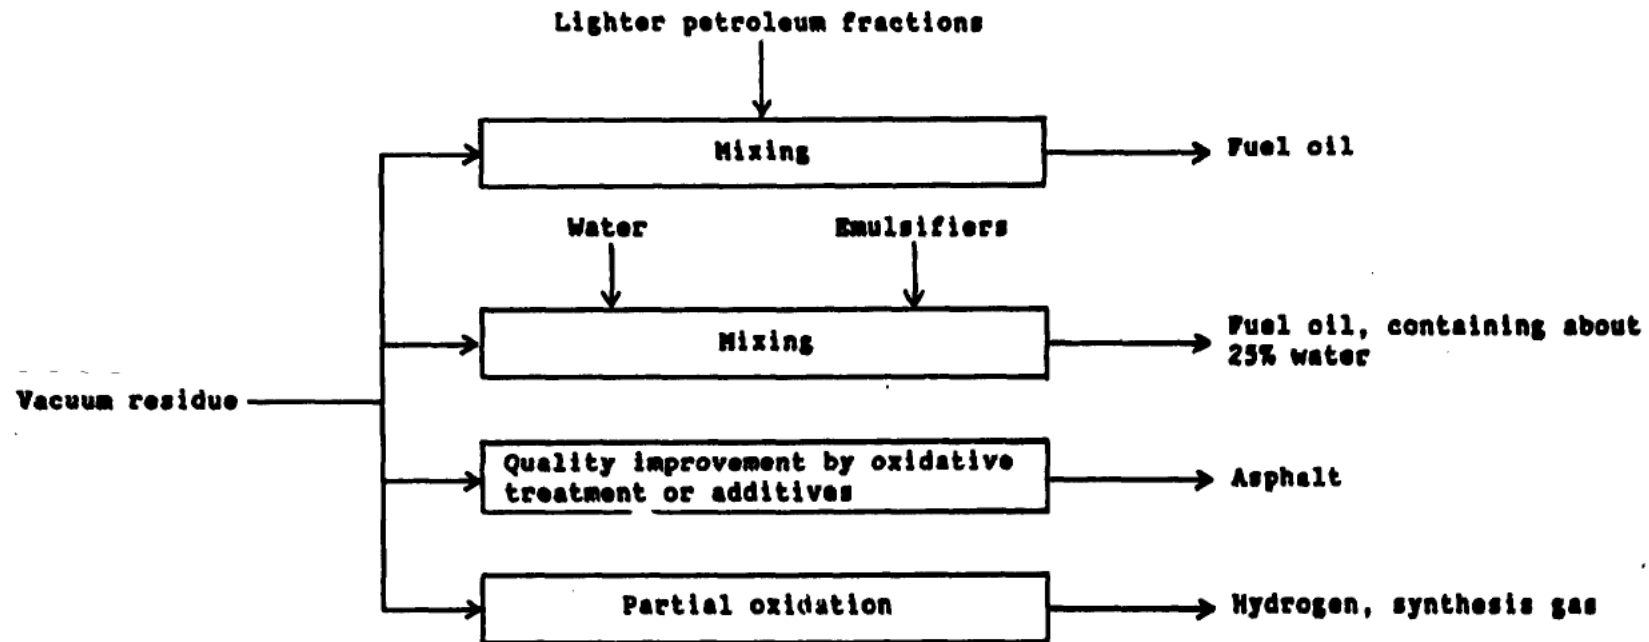 Lighter petroleum fractions
Mixing
Fuel oil
Water
Emulsifiers
Mixing
Fuel oil, containing about
25% water
Vacuum residue
Quality improvement by oxidative
treatment or additives
Asphalt
Partial oxidation
Hydrogen, synthesis gas